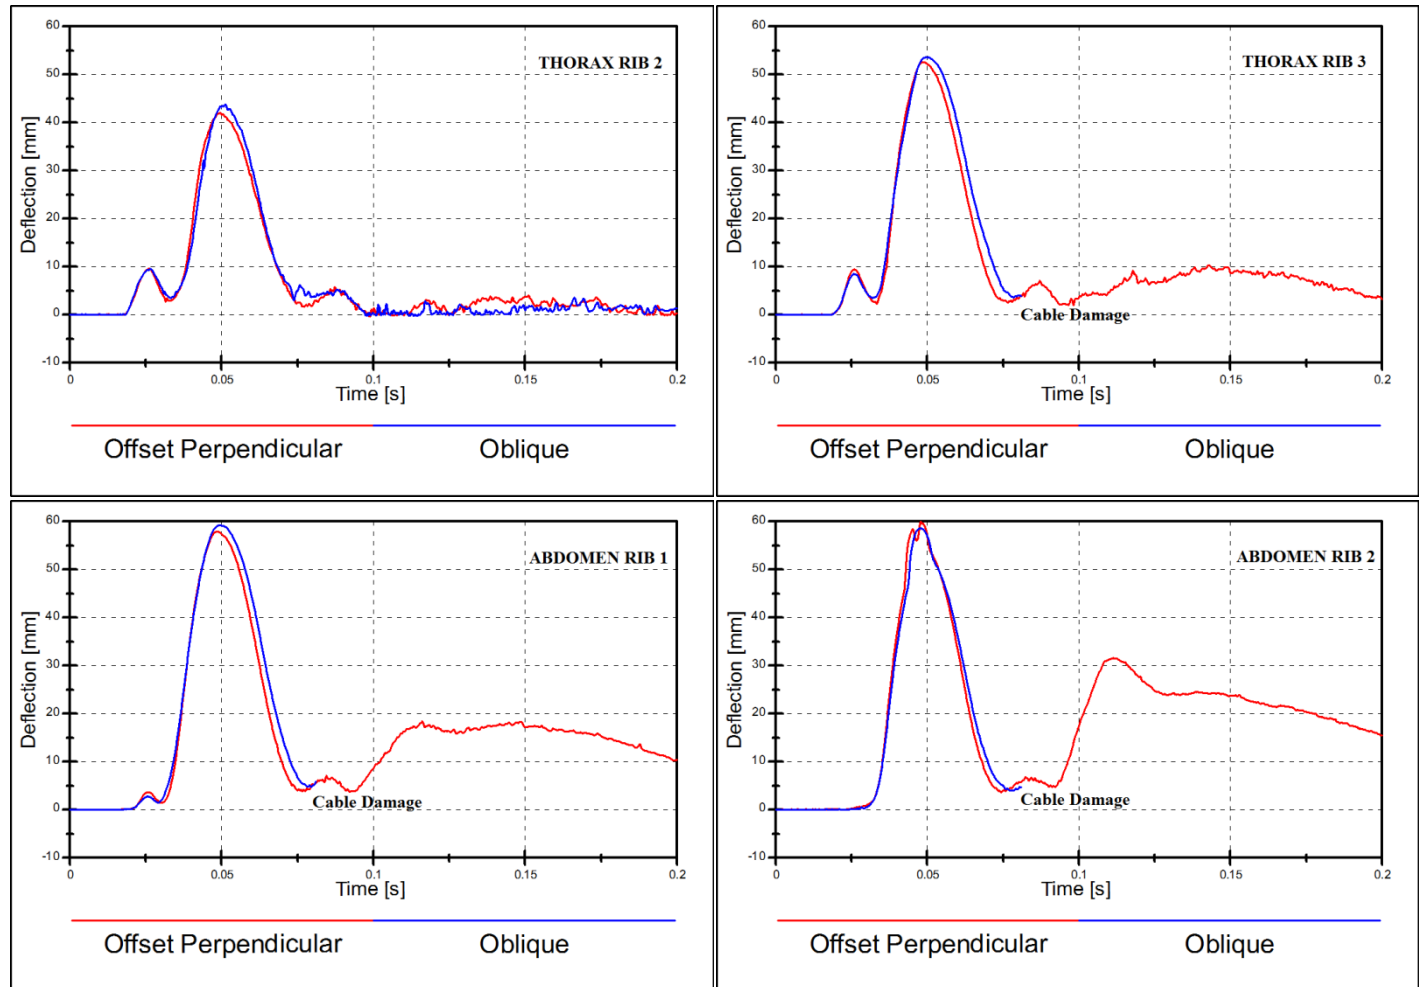 THORAX RIB 2
Deflection [mm]
60
50
40
30
20
10
0
-10
0 0.05 0.1 0.15 0.2
Time [s]
Offset Perpendicular Oblique
THORAX RIB 3
Deflection [mm]
60
50
40
30
20
10
0
-10
Cable Damage
0 0.05 0.1 0.15 0.2
Time [s]
Offset Perpendicular Oblique
ABDOMEN RIB 1
Deflection [mm]
60
50
40
30
20
10
0
-10
Cable Damage
0 0.05 0.1 0.15 0.2
Time [s]
Offset Perpendicular Oblique
ABDOMEN RIB 2
Deflection [mm]
60
50
40
30
20
10
0
-10
Cable Damage
0 0.05 0.1 0.15 0.2
Time [s]
Offset Perpendicular Oblique